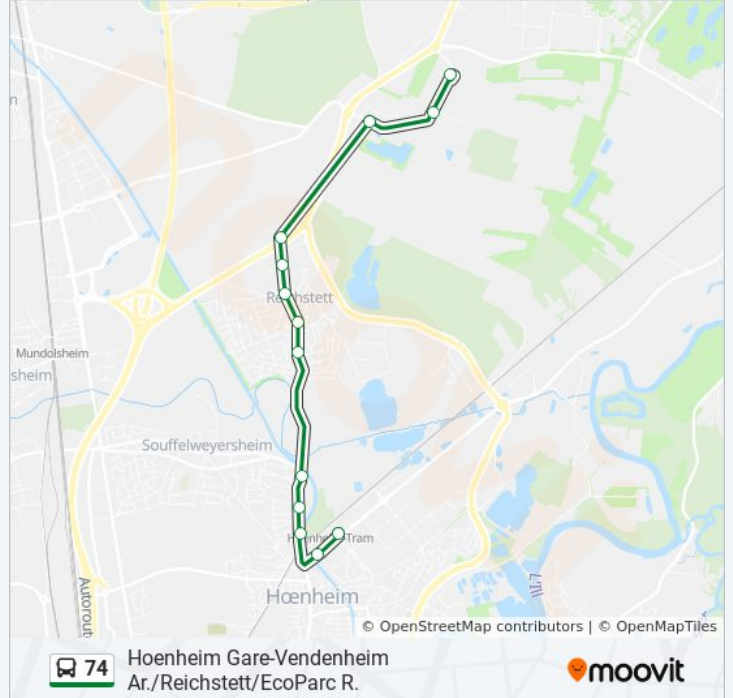 n
Reichstett
Mundolsheim
sheim
Souffelweyersheim
Hoenheim-Tram
Autoroute
L'Ill
Hœnheim
© OpenStreetMap contributors | © OpenMapTiles
74
Hoenheim Gare-Vendenheim
Ar./Reichstett/EcoParc R.
moovit